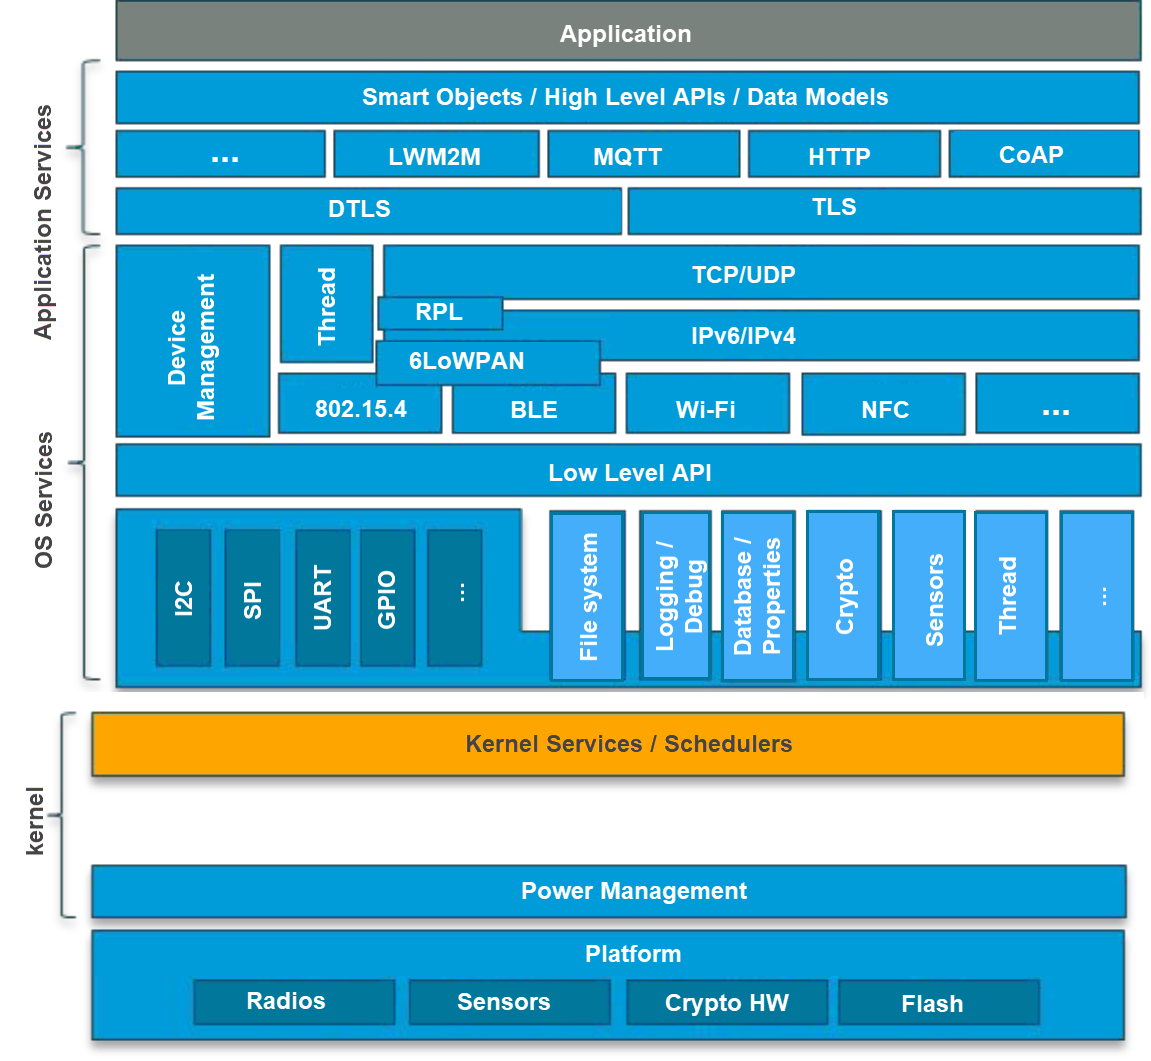 Application
Application Services
Smart Objects / High Level APIs / Data Models
...
LWM2M
MQTT
HTTP
CoAP
DTLS
TLS
OS Services
Device
Management
Thread
TCP/UDP
RPL
IPv6/IPv4
6LoWPAN
802.15.4
BLE
Wi-Fi
NFC
...
Low Level API
I2C
SPI
UART
GPIO
...
File system
Logging /
Debug
Database /
Properties
Crypto
Sensors
Thread
...
kernel
Kernel Services / Schedulers
Power Management
Platform
Radios
Sensors
Crypto HW
Flash